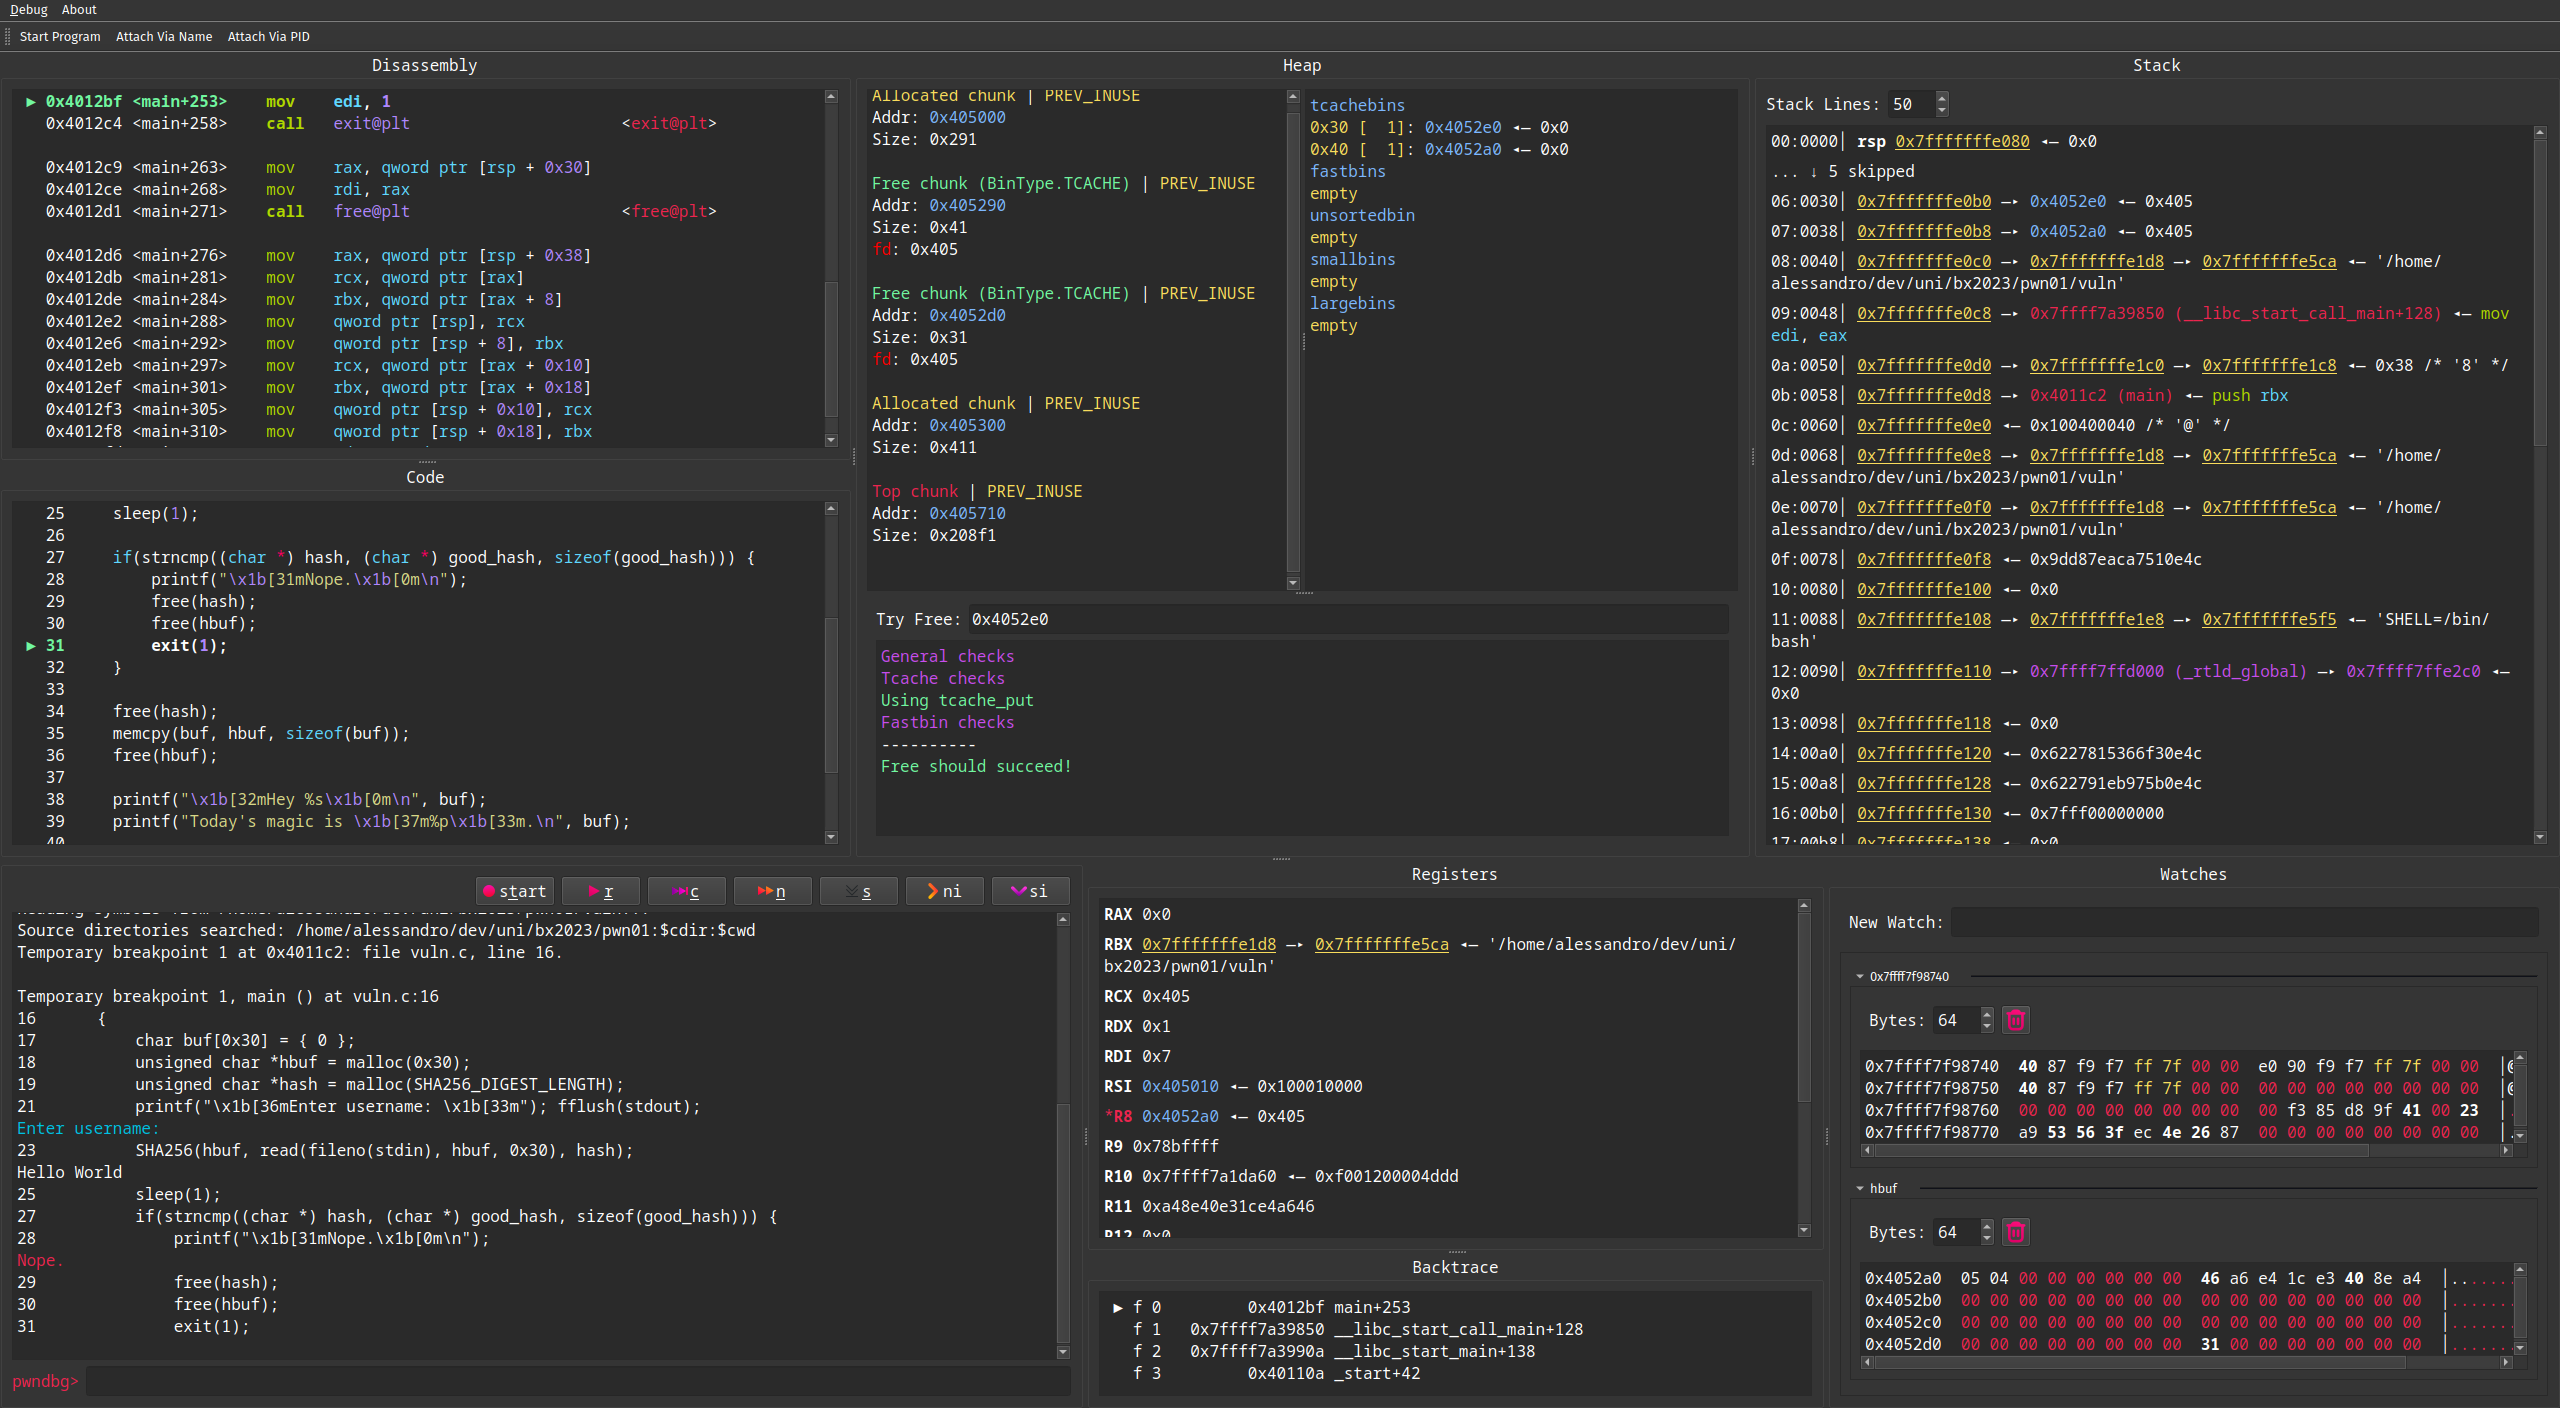 Debug About
Start Program Attach Via Name Attach Via PID
Disassembly
► 0x4012bf <main+253> mov edi, 1
0x4012c4 <main+258> call exit@plt <exit@plt>
0x4012c9 <main+263> mov rax, qword ptr [rsp + 0x30]
0x4012ce <main+268> mov rdi, rax
0x4012d1 <main+271> call free@plt <free@plt>
0x4012d6 <main+276> mov rax, qword ptr [rsp + 0x38]
0x4012db <main+281> mov rcx, qword ptr [rax]
0x4012de <main+284> mov rbx, qword ptr [rax + 8]
0x4012e2 <main+288> mov qword ptr [rsp], rcx
0x4012e6 <main+292> mov qword ptr [rsp + 8], rbx
0x4012eb <main+297> mov rcx, qword ptr [rax + 0x10]
0x4012ef <main+301> mov rbx, qword ptr [rax + 0x18]
0x4012f3 <main+305> mov qword ptr [rsp + 0x10], rcx
0x4012f8 <main+310> mov qword ptr [rsp + 0x18], rbx
Code
25 sleep(1);
26
27 if(strncmp((char *) hash, (char *) good_hash, sizeof(good_hash))) {
28 printf("\x1b[31mNope.\x1b[0m\n");
29 free(hash);
30 free(hbuf);
► 31 exit(1);
32 }
33
34 free(hash);
35 memcpy(buf, hbuf, sizeof(buf));
36 free(hbuf);
37
38 printf("\x1b[32mHey %s\x1b[0m\n", buf);
39 printf("Today's magic is \x1b[37m%p\x1b[33m.\n", buf);
40
Heap
Allocated chunk | PREV_INUSE
Addr: 0x405000
Size: 0x291
Free chunk (BinType.TCACHE) | PREV_INUSE
Addr: 0x405290
Size: 0x41
fd: 0x405
Free chunk (BinType.TCACHE) | PREV_INUSE
Addr: 0x4052d0
Size: 0x31
fd: 0x405
Allocated chunk | PREV_INUSE
Addr: 0x405300
Size: 0x411
Top chunk | PREV_INUSE
Addr: 0x405710
Size: 0x208f1
tcachebins
0x30 [  1]: 0x4052e0 ◂— 0x0
0x40 [  1]: 0x4052a0 ◂— 0x0
fastbins
empty
unsortedbin
empty
smallbins
empty
largebins
empty
Try Free: 0x4052e0
General checks
Tcache checks
Using tcache_put
Fastbin checks
----------
Free should succeed!
Stack
Stack Lines: 50
00:0000│ rsp 0x7fffffffe080 ◂— 0x0
... ↓ 5 skipped
06:0030│ 0x7fffffffe0b0 —▸ 0x4052e0 ◂— 0x405
07:0038│ 0x7fffffffe0b8 —▸ 0x4052a0 ◂— 0x405
08:0040│ 0x7fffffffe0c0 —▸ 0x7fffffffe1d8 —▸ 0x7fffffffe5ca ◂— '/home/
alessandro/dev/uni/bx2023/pwn01/vuln'
09:0048│ 0x7fffffffe0c8 —▸ 0x7ffff7a39850 (__libc_start_call_main+128) ◂— mov
edi, eax
0a:0050│ 0x7fffffffe0d0 —▸ 0x7fffffffe1c0 —▸ 0x7fffffffe1c8 ◂— 0x38 /* '8' */
0b:0058│ 0x7fffffffe0d8 —▸ 0x4011c2 (main) ◂— push rbx
0c:0060│ 0x7fffffffe0e0 ◂— 0x100400040 /* '@' */
0d:0068│ 0x7fffffffe0e8 —▸ 0x7fffffffe1d8 —▸ 0x7fffffffe5ca ◂— '/home/
alessandro/dev/uni/bx2023/pwn01/vuln'
0e:0070│ 0x7fffffffe0f0 —▸ 0x7fffffffe1d8 —▸ 0x7fffffffe5ca ◂— '/home/
alessandro/dev/uni/bx2023/pwn01/vuln'
0f:0078│ 0x7fffffffe0f8 ◂— 0x9dd87eaca7510e4c
10:0080│ 0x7fffffffe100 ◂— 0x0
11:0088│ 0x7fffffffe108 —▸ 0x7fffffffe1e8 —▸ 0x7fffffffe5f5 ◂— 'SHELL=/bin/
bash'
12:0090│ 0x7fffffffe110 —▸ 0x7ffff7ffd000 (_rtld_global) —▸ 0x7ffff7ffe2c0 ◂—
0x0
13:0098│ 0x7fffffffe118 ◂— 0x0
14:00a0│ 0x7fffffffe120 ◂— 0x6227815366f30e4c
15:00a8│ 0x7fffffffe128 ◂— 0x622791eb975b0e4c
16:00b0│ 0x7fffffffe130 ◂— 0x7fff00000000
17:00b8│ 0x7fffffffe138 ◂— 0x0
start r c n s ni si
Source directories searched: /home/alessandro/dev/uni/bx2023/pwn01:$cdir:$cwd
Temporary breakpoint 1 at 0x4011c2: file vuln.c, line 16.
Temporary breakpoint 1, main () at vuln.c:16
16 {
17 char buf[0x30] = { 0 };
18 unsigned char *hbuf = malloc(0x30);
19 unsigned char *hash = malloc(SHA256_DIGEST_LENGTH);
21 printf("\x1b[36mEnter username: \x1b[33m"); fflush(stdout);
Enter username:
23 SHA256(hbuf, read(fileno(stdin), hbuf, 0x30), hash);
Hello World
25 sleep(1);
27 if(strncmp((char *) hash, (char *) good_hash, sizeof(good_hash))) {
28 printf("\x1b[31mNope.\x1b[0m\n");
Nope.
29 free(hash);
30 free(hbuf);
31 exit(1);
pwndbg>
Registers
RAX 0x0
RBX 0x7fffffffe1d8 —▸ 0x7fffffffe5ca ◂— '/home/alessandro/dev/uni/
bx2023/pwn01/vuln'
RCX 0x405
RDX 0x1
RDI 0x7
RSI 0x405010 ◂— 0x100010000
*R8 0x4052a0 ◂— 0x405
R9 0x78bfffff
R10 0x7ffff7a1da60 ◂— 0xf001200004ddd
R11 0xa48e40e31ce4a646
R12 0x0
Backtrace
► f 0 0x4012bf main+253
f 1 0x7ffff7a39850 __libc_start_call_main+128
f 2 0x7ffff7a3990a __libc_start_main+138
f 3 0x40110a _start+42
Watches
New Watch:
0x7ffff7f98740
Bytes: 64
0x7ffff7f98740 40 87 f9 f7 ff 7f 00 00 e0 90 f9 f7 ff 7f 00 00 |@
0x7ffff7f98750 40 87 f9 f7 ff 7f 00 00 00 00 00 00 00 00 00 00 |@
0x7ffff7f98760 00 00 00 00 00 00 00 00 00 f3 85 d8 9f 41 00 23 |.
0x7ffff7f98770 a9 53 56 3f ec 4e 26 87 00 00 00 00 00 00 00 00 |.
hbuf
Bytes: 64
0x4052a0 05 04 00 00 00 00 00 00 46 a6 e4 1c e3 40 8e a4 |.......
0x4052b0 00 00 00 00 00 00 00 00 00 00 00 00 00 00 00 00 |.......
0x4052c0 00 00 00 00 00 00 00 00 00 00 00 00 00 00 00 00 |.......
0x4052d0 00 00 00 00 00 00 00 00 31 00 00 00 00 00 00 00 |.......